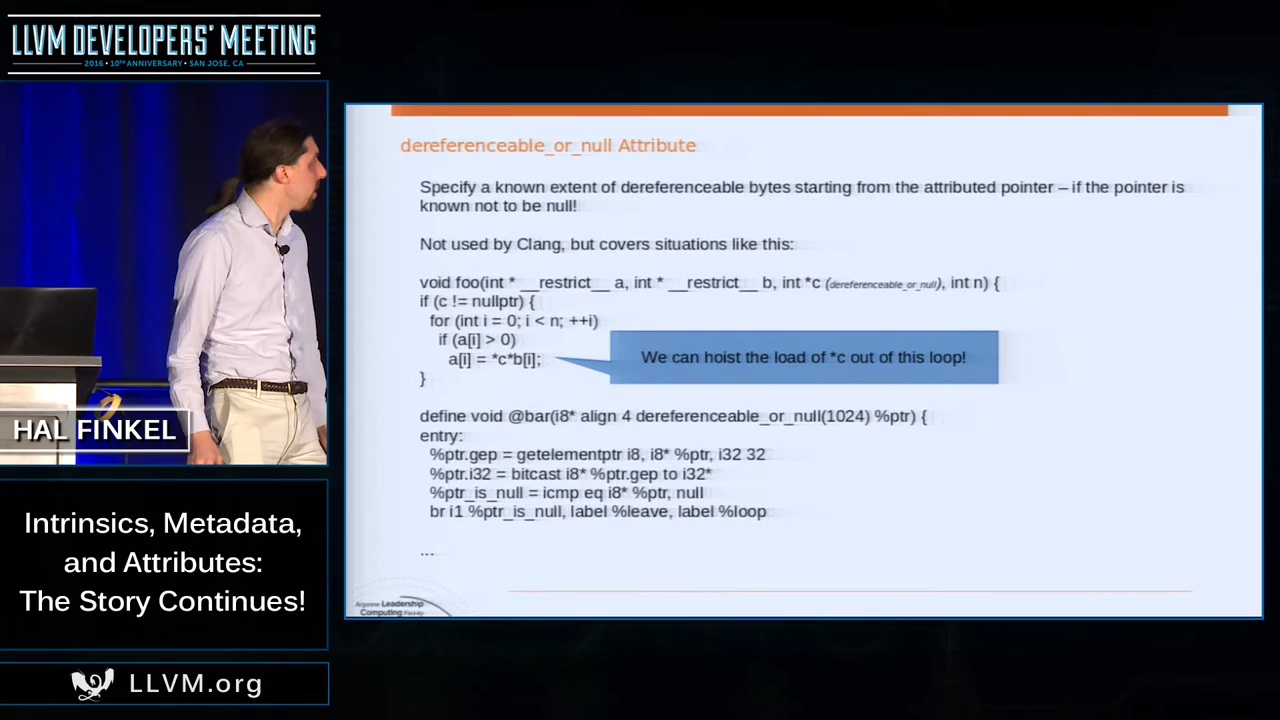 LLVM DEVELOPERS' MEETING
2016 • 10TH ANNIVERSARY • SAN JOSE, CA
HAL FINKEL
Intrinsics, Metadata,
and Attributes:
The Story Continues!
LLVM.org
dereferenceable_or_null Attribute
Specify a known extent of dereferenceable bytes starting from the attributed pointer – if the pointer is
known not to be null!
Not used by Clang, but covers situations like this:
void foo(int * __restrict__ a, int * __restrict__ b, int *c (dereferenceable_or_null), int n) {
if (c != nullptr) {
for (int i = 0; i < n; ++i)
if (a[i] > 0)
a[i] = *c*b[i];
}
We can hoist the load of *c out of this loop!
define void @bar(i8* align 4 dereferenceable_or_null(1024) %ptr) {
entry:
%ptr.gep = getelementptr i8, i8* %ptr, i32 32
%ptr.i32 = bitcast i8* %ptr.gep to i32*
%ptr_is_null = icmp eq i8* %ptr, null
br i1 %ptr_is_null, label %leave, label %loop
...
Argonne Leadership
Computing Facility